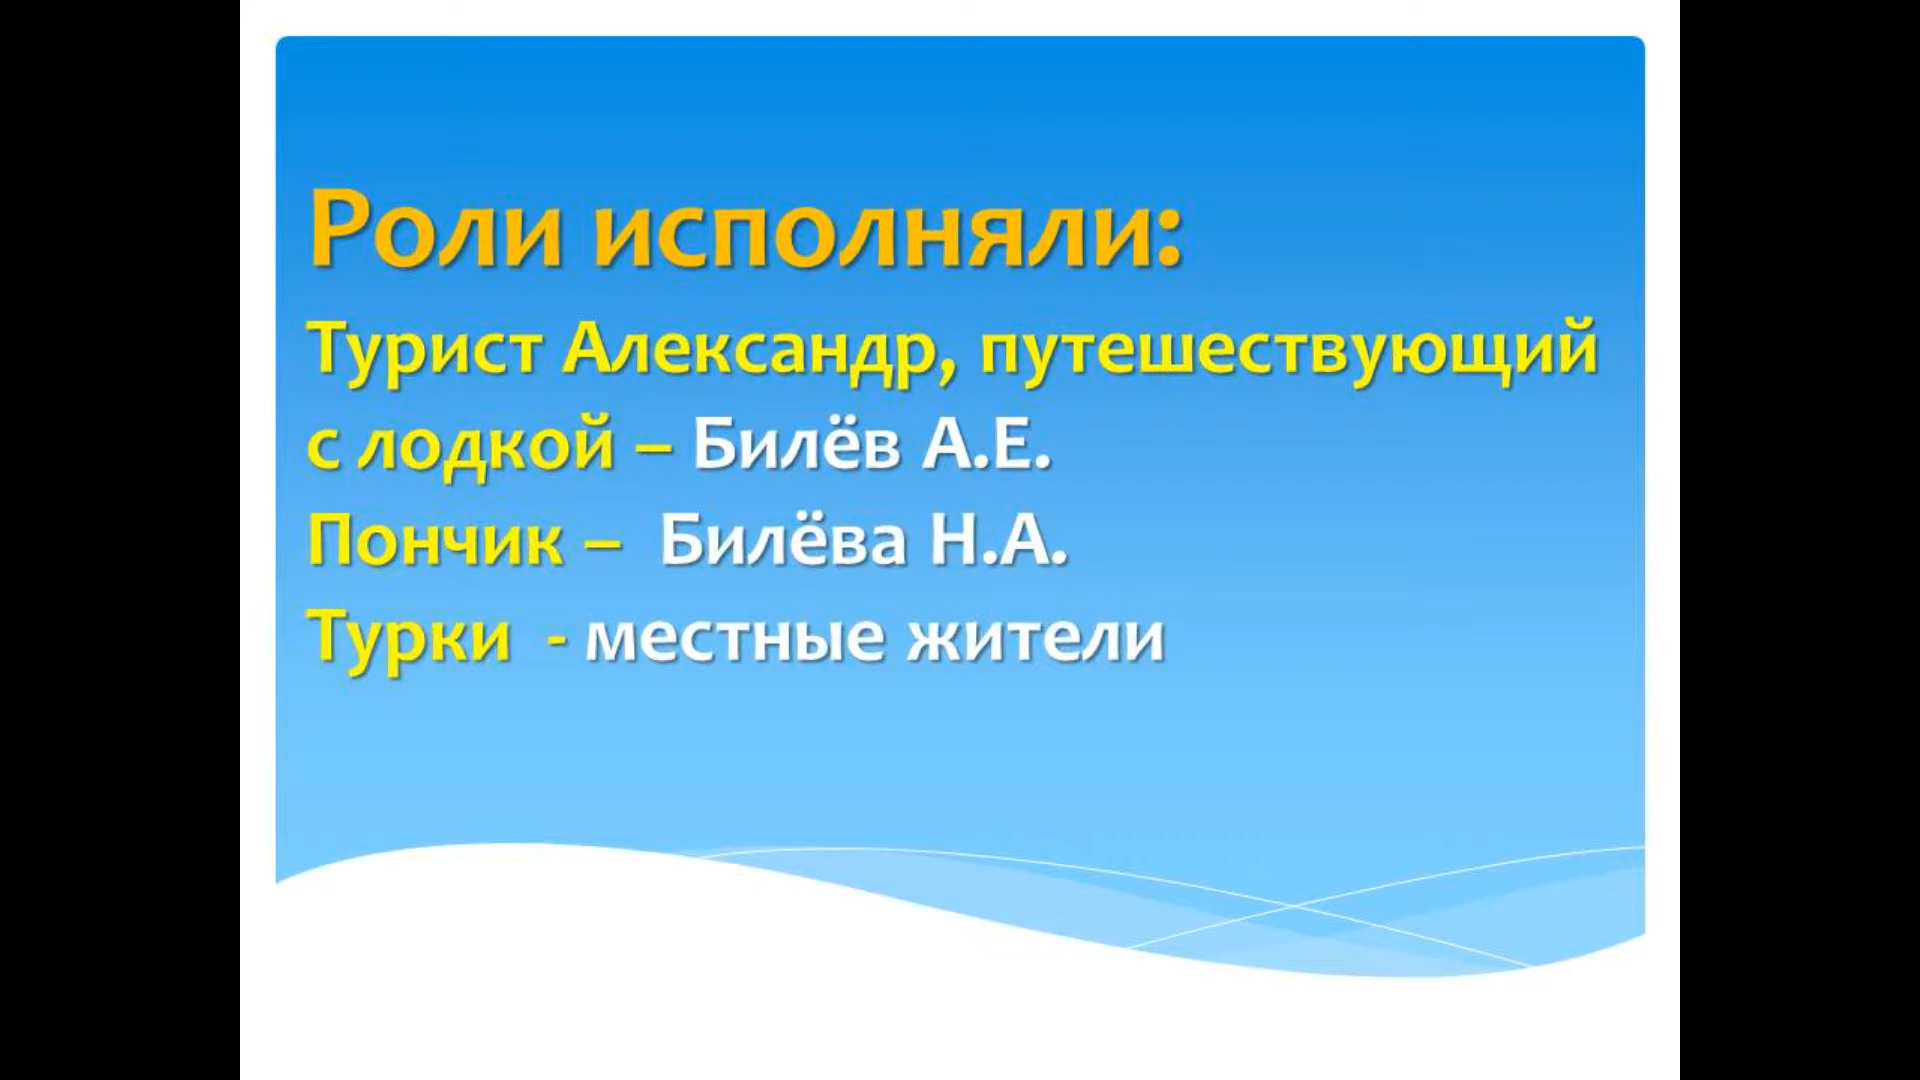 Роли исполняли:
Турист Александр, путешествующий
с лодкой – Билёв А.Е.
Пончик –  Билёва Н.А.
Турки  - местные жители